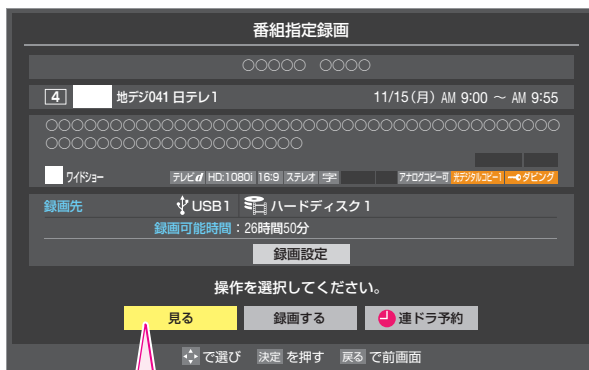 番組指定録画
○○○○○ ○○○○
4 地デジ041 日テレ1 11/15(月) AM 9:00 ～ AM 9:55
○○○○○○○○○○○○○○○○○○○○○○○○○○○○○○○○○
○○○○○○○○○○○○○○○○
ワイドショー テレビd HD:1080i 16:9 ステレオ 字 アナログコピー可 光デジタルコピー1 ダビング
録画先 USB1 ハードディスク1
録画可能時間：26時間50分
録画設定
操作を選択してください。
見る 録画する 連ドラ予約
で選び 決定 を押す 戻る で前画面